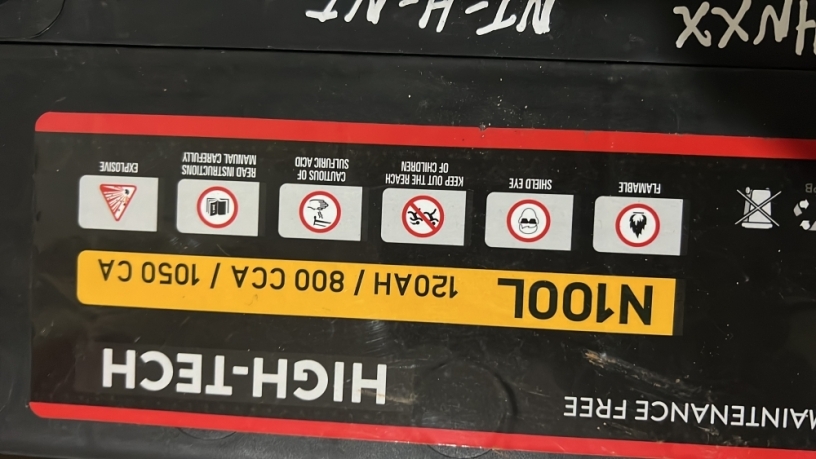 MAINTENANCE FREE
HIGH-TECH
N100L 120AH / 800 CCA / 1050 CA
FLAMABLE
SHIELD EYE
KEEP OUT THE REACH
OF CHILDREN
CAUTIOUS OF
SULFURIC ACID
READ INSTRUCTIONS
MANUAL CAREFULLY
EXPLOSIVE